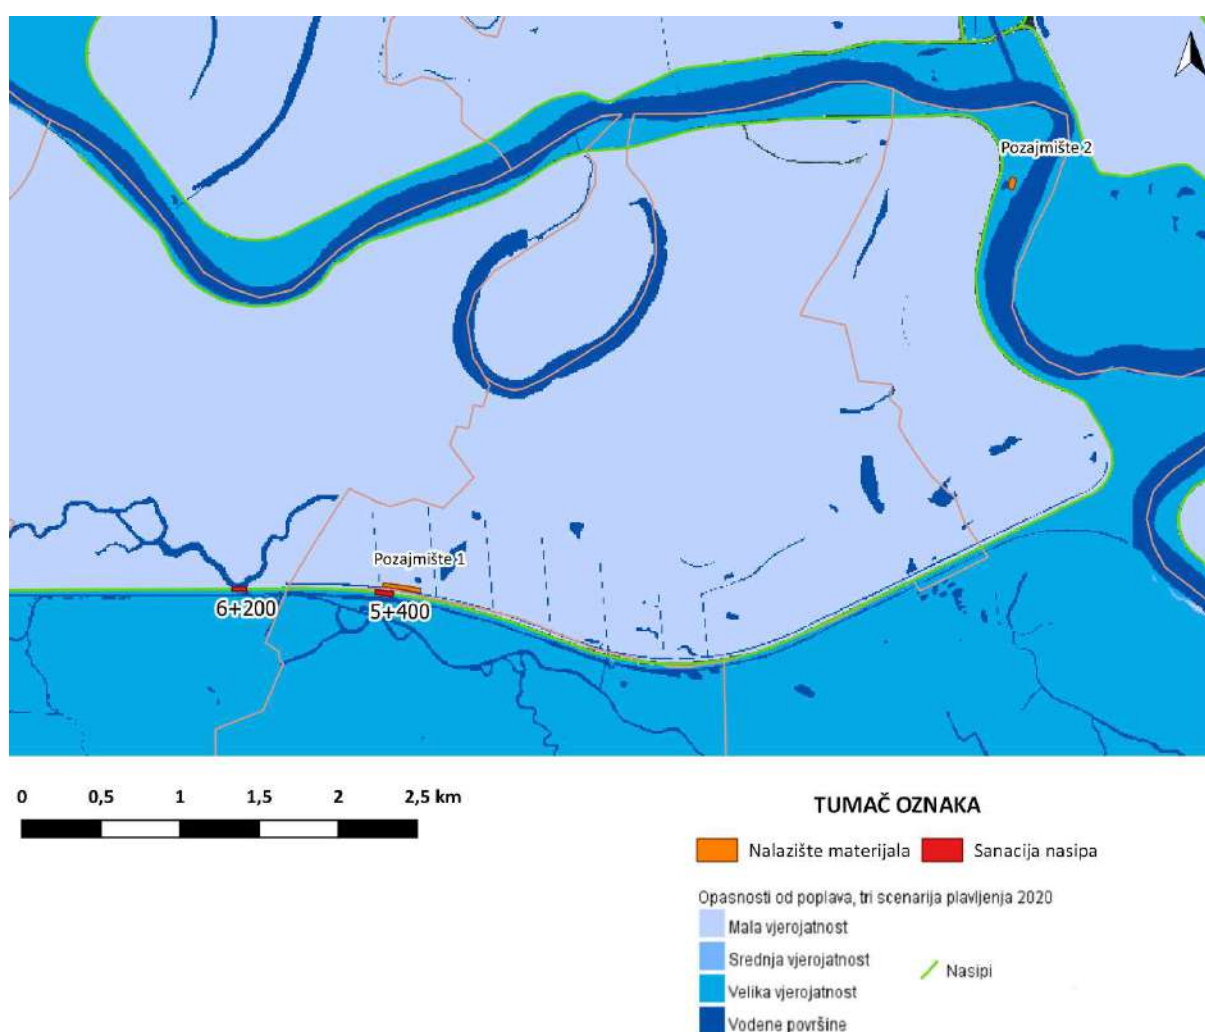 Pozajmište 2
Pozajmište 1
6+200
5+400
0 0,5 1 1,5 2 2,5 km
TUMAČ OZNAKA
Nalazište materijala
Sanacija nasipa
Opasnosti od poplava, tri scenarija plavljenja 2020
Mala vjerojatnost
Srednja vjerojatnost
Nasipi
Velika vjerojatnost
Vodene površine